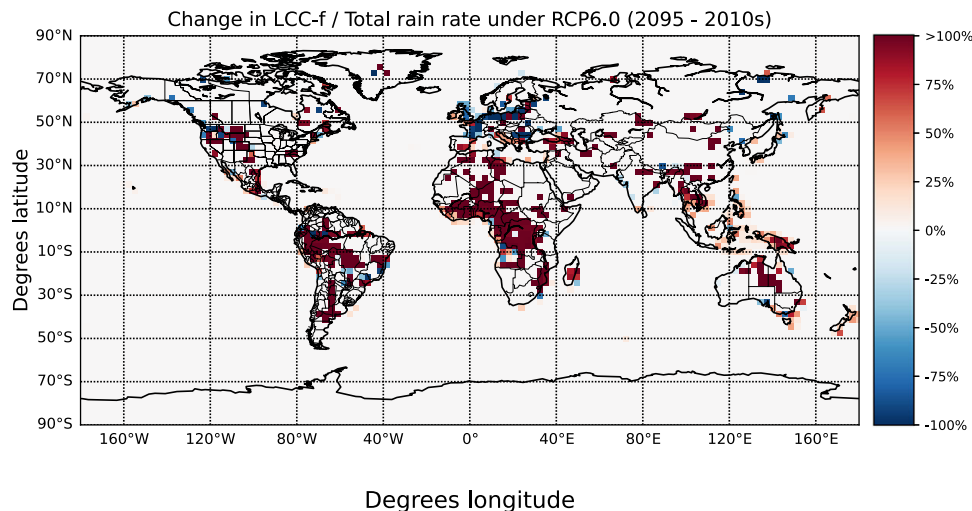 Change in LCC-f / Total rain rate under RCP6.0 (2095 - 2010s)
90°N
70°N
50°N
30°N
10°N
10°S
30°S
50°S
70°S
90°S
Degrees latitude
160°W 120°W 80°W 40°W 0° 40°E 80°E 120°E 160°E
Degrees longitude
>100%
75%
50%
25%
0%
-25%
-50%
-75%
-100%